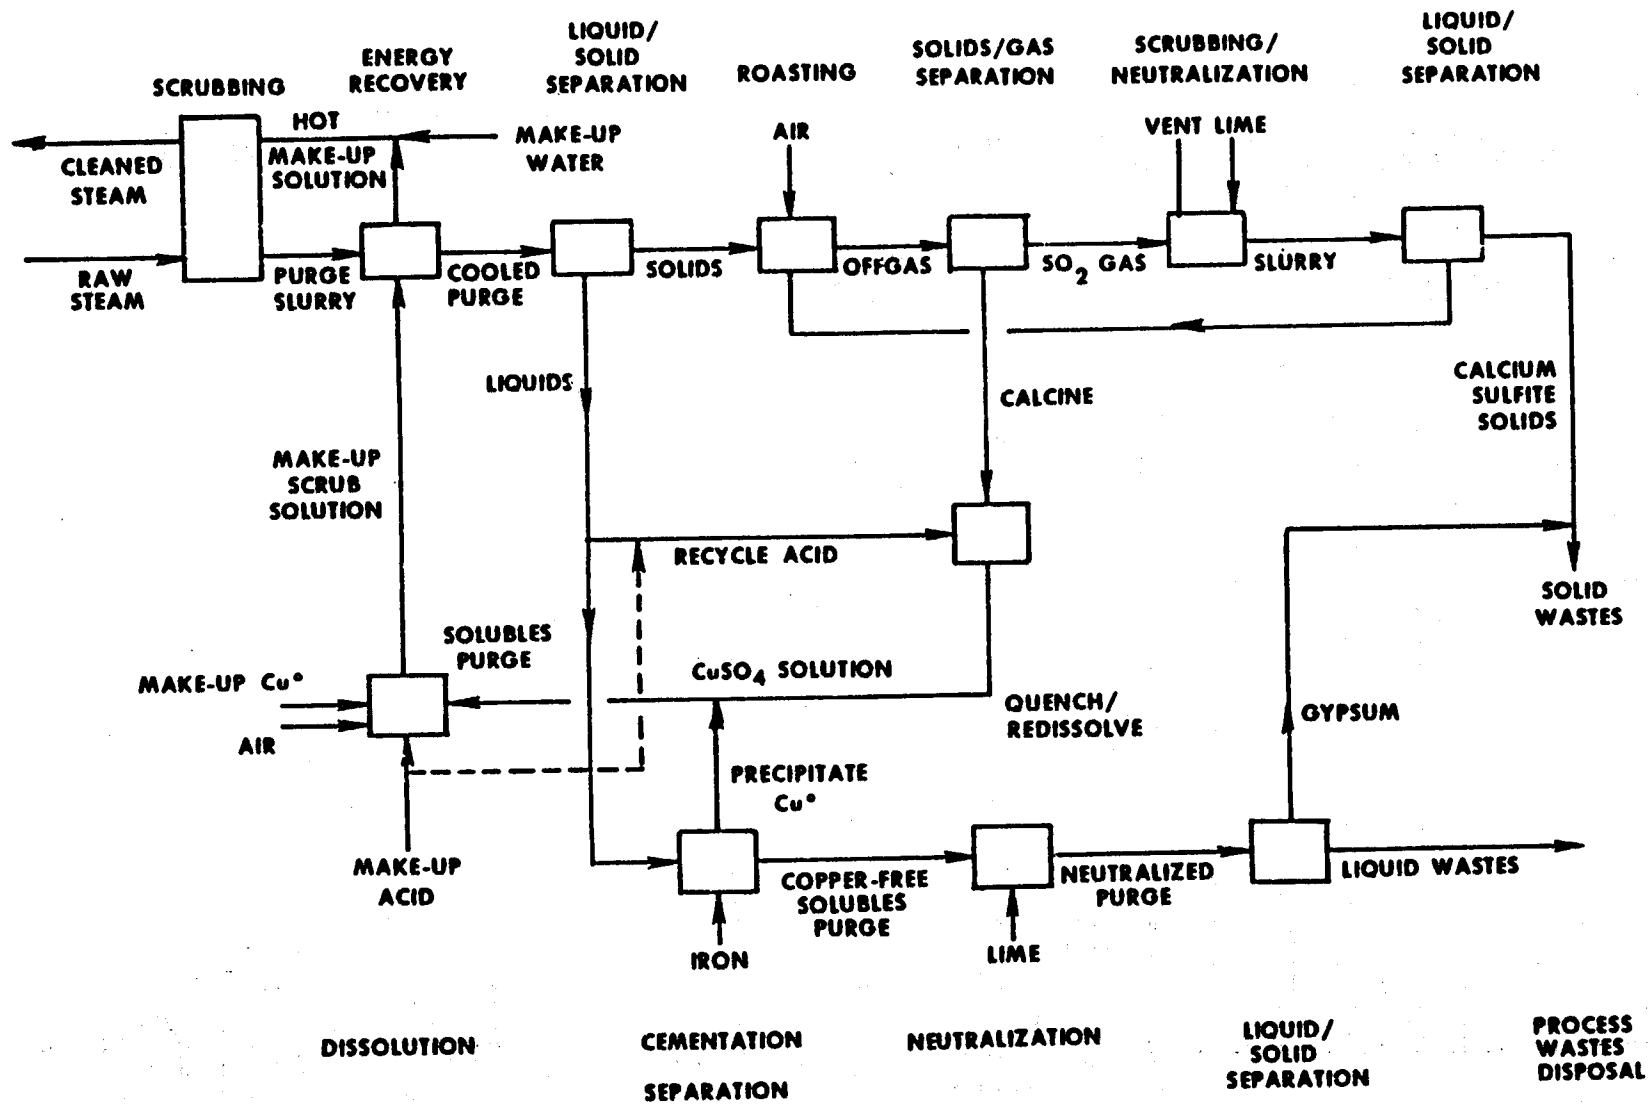 SCRUBBING
ENERGY
RECOVERY
LIQUID/
SOLID
SEPARATION
ROASTING
SOLIDS/GAS
SEPARATION
SCRUBBING/
NEUTRALIZATION
LIQUID/
SOLID
SEPARATION
HOT
MAKE-UP
SOLUTION
MAKE-UP
WATER
AIR
VENT LIME
CLEANED
STEAM
RAW
STEAM
PURGE
SLURRY
COOLED
PURGE
SOLIDS
OFFGAS
SO2 GAS
SLURRY
LIQUIDS
CALCINE
CALCIUM
SULFITE
SOLIDS
MAKE-UP
SCRUB
SOLUTION
RECYCLE ACID
SOLID
WASTES
SOLUBLES
PURGE
CuSO4 SOLUTION
MAKE-UP Cu°
AIR
QUENCH/
REDISSOLVE
GYPSUM
PRECIPITATE
Cu°
MAKE-UP
ACID
COPPER-FREE
SOLUBLES
PURGE
NEUTRALIZED
PURGE
LIQUID WASTES
IRON
LIME
DISSOLUTION
CEMENTATION
SEPARATION
NEUTRALIZATION
LIQUID/
SOLID
SEPARATION
PROCESS
WASTES
DISPOSAL